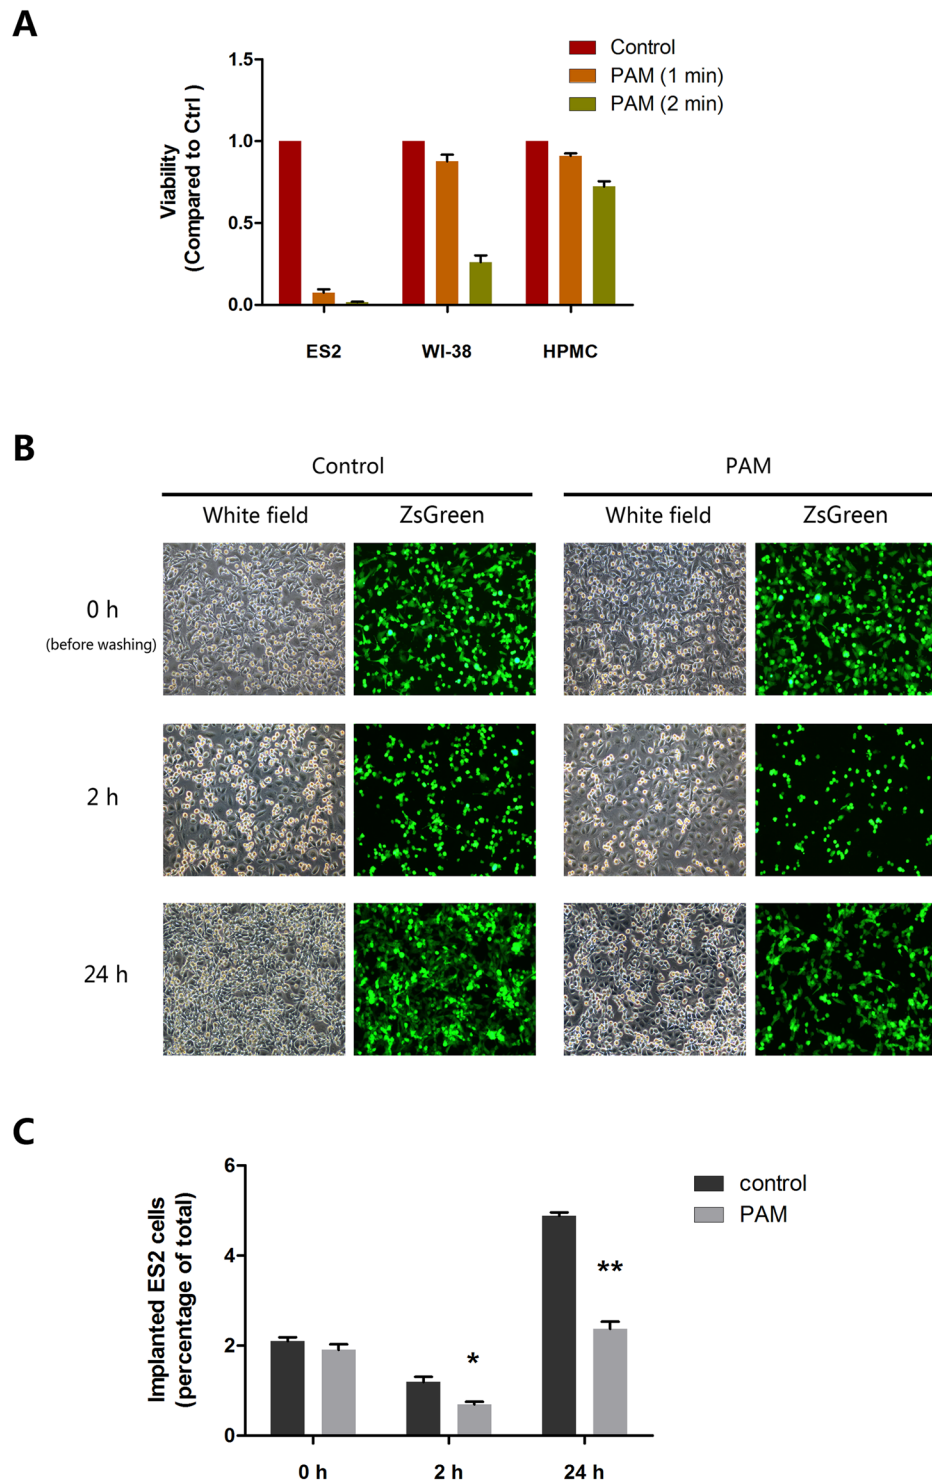 A
Control
PAM (1 min)
PAM (2 min)
Viability
(Compared to Ctrl )
1.5
1.0
0.5
0.0
ES2 WI-38 HPMC
B
Control PAM
White field ZsGreen White field ZsGreen
0 h
(before washing)
2 h
24 h
C
control
PAM
Implanted ES2 cells
(percentage of total)
6
4
2
0
*
**
0 h 2 h 24 h